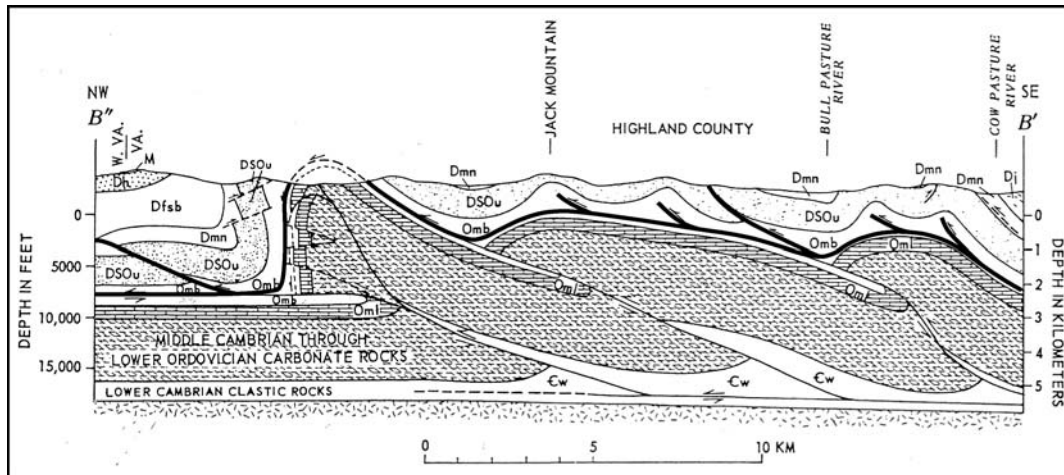 NW
B''
W. VA.
VA.
M
Dh
DSOu
Dfsb
Dmn
DSOu
DSOu
Omb
Omb
Omb
Oml
JACK MOUNTAIN
HIGHLAND COUNTY
BULL PASTURE
RIVER
COW PASTURE
RIVER
SE
B'
Dmn
DSOu
Omb
Oml
Dmn
DSOu
Omb
Oml
Oml
Dmn
Dmn
Di
MIDDLE CAMBRIAN THROUGH
LOWER ORDOVICIAN CARBONATE ROCKS
LOWER CAMBRIAN CLASTIC ROCKS
Ꞓw
Ꞓw
Ꞓw
DEPTH IN FEET
0
5000
10,000
15,000
0
1
2
3
4
5
DEPTH IN KILOMETERS
0
5
10 KM